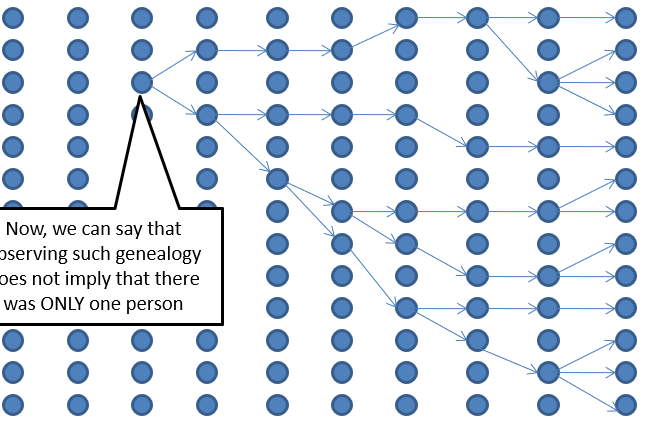 Now, we can say that
bserving such genealogy
oes not imply that there
was ONLY one person